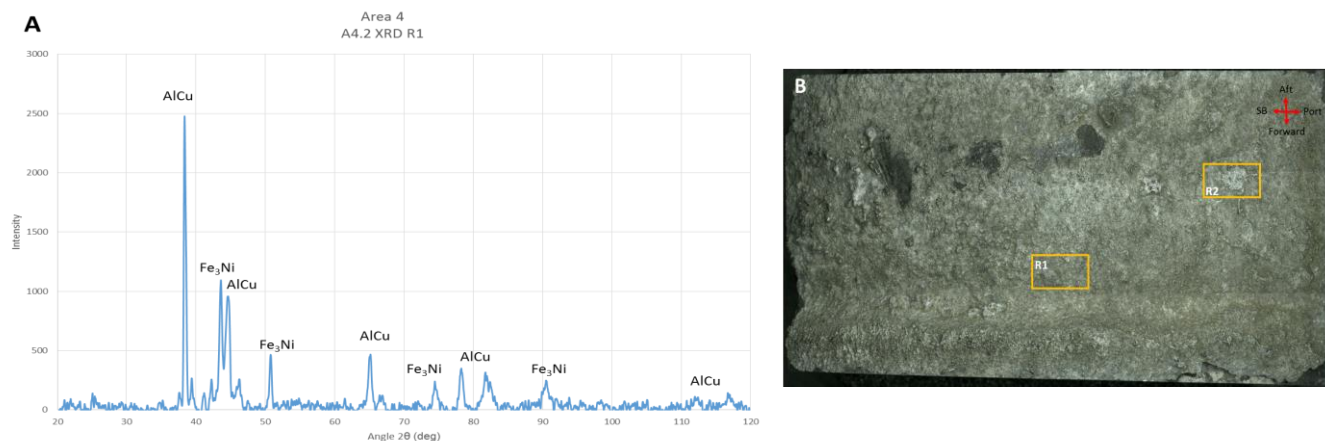 A
Area 4
A4.2 XRD R1
3000
2500
2000
1500
1000
500
0
Intensity
AlCu
Fe₃Ni
AlCu
Fe₃Ni
AlCu
Fe₃Ni
AlCu
Fe₃Ni
AlCu
20 30 40 50 60 70 80 90 100 110 120
Angle 2θ (deg)
B
Aft
SB Port
Forward
R2
R1